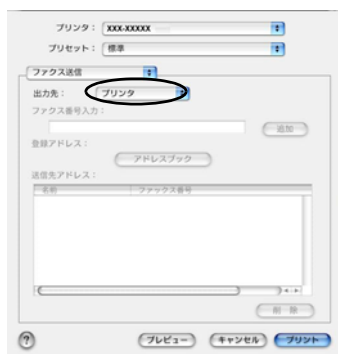 プリンタ： XXX-XXXXX
プリセット： 標準
ファクス送信
出力先： プリンタ
ファクス番号入力：
追加
登録アドレス：
アドレスブック
送信先アドレス：
名前 ファックス番号
削 除
? プレビュー キャンセル プリント